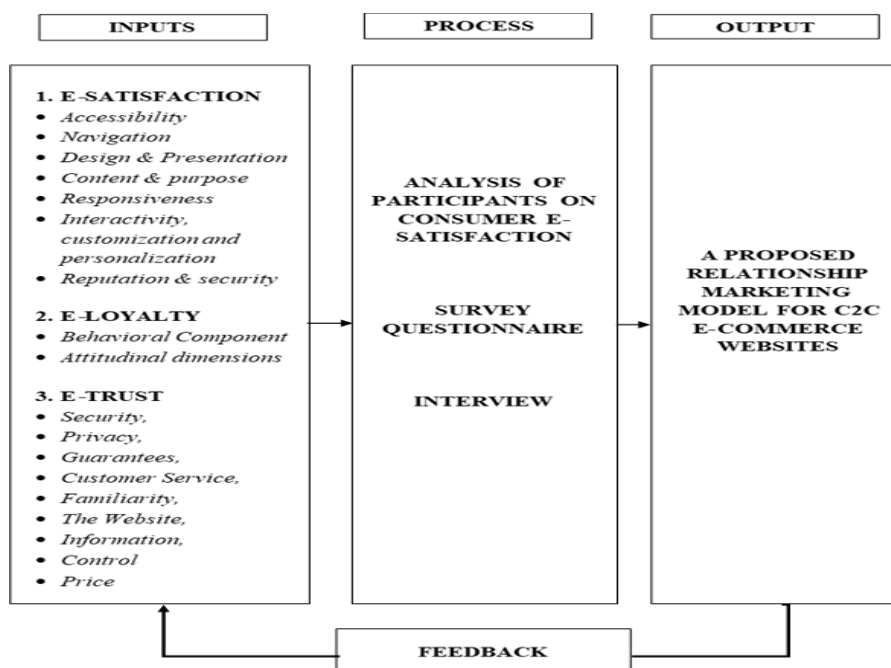 INPUTS
PROCESS
OUTPUT
1. E-SATISFACTION
• Accessibility
• Navigation
• Design & Presentation
• Content & purpose
• Responsiveness
• Interactivity,
customization and
personalization
• Reputation & security
2. E-LOYALTY
• Behavioral Component
• Attitudinal dimensions
3. E-TRUST
• Security,
• Privacy,
• Guarantees,
• Customer Service,
• Familiarity,
• The Website,
• Information,
• Control
• Price
ANALYSIS OF
PARTICIPANTS ON
CONSUMER E-
SATISFACTION
SURVEY
QUESTIONNAIRE
INTERVIEW
A PROPOSED
RELATIONSHIP
MARKETING
MODEL FOR C2C
E-COMMERCE
WEBSITES
FEEDBACK